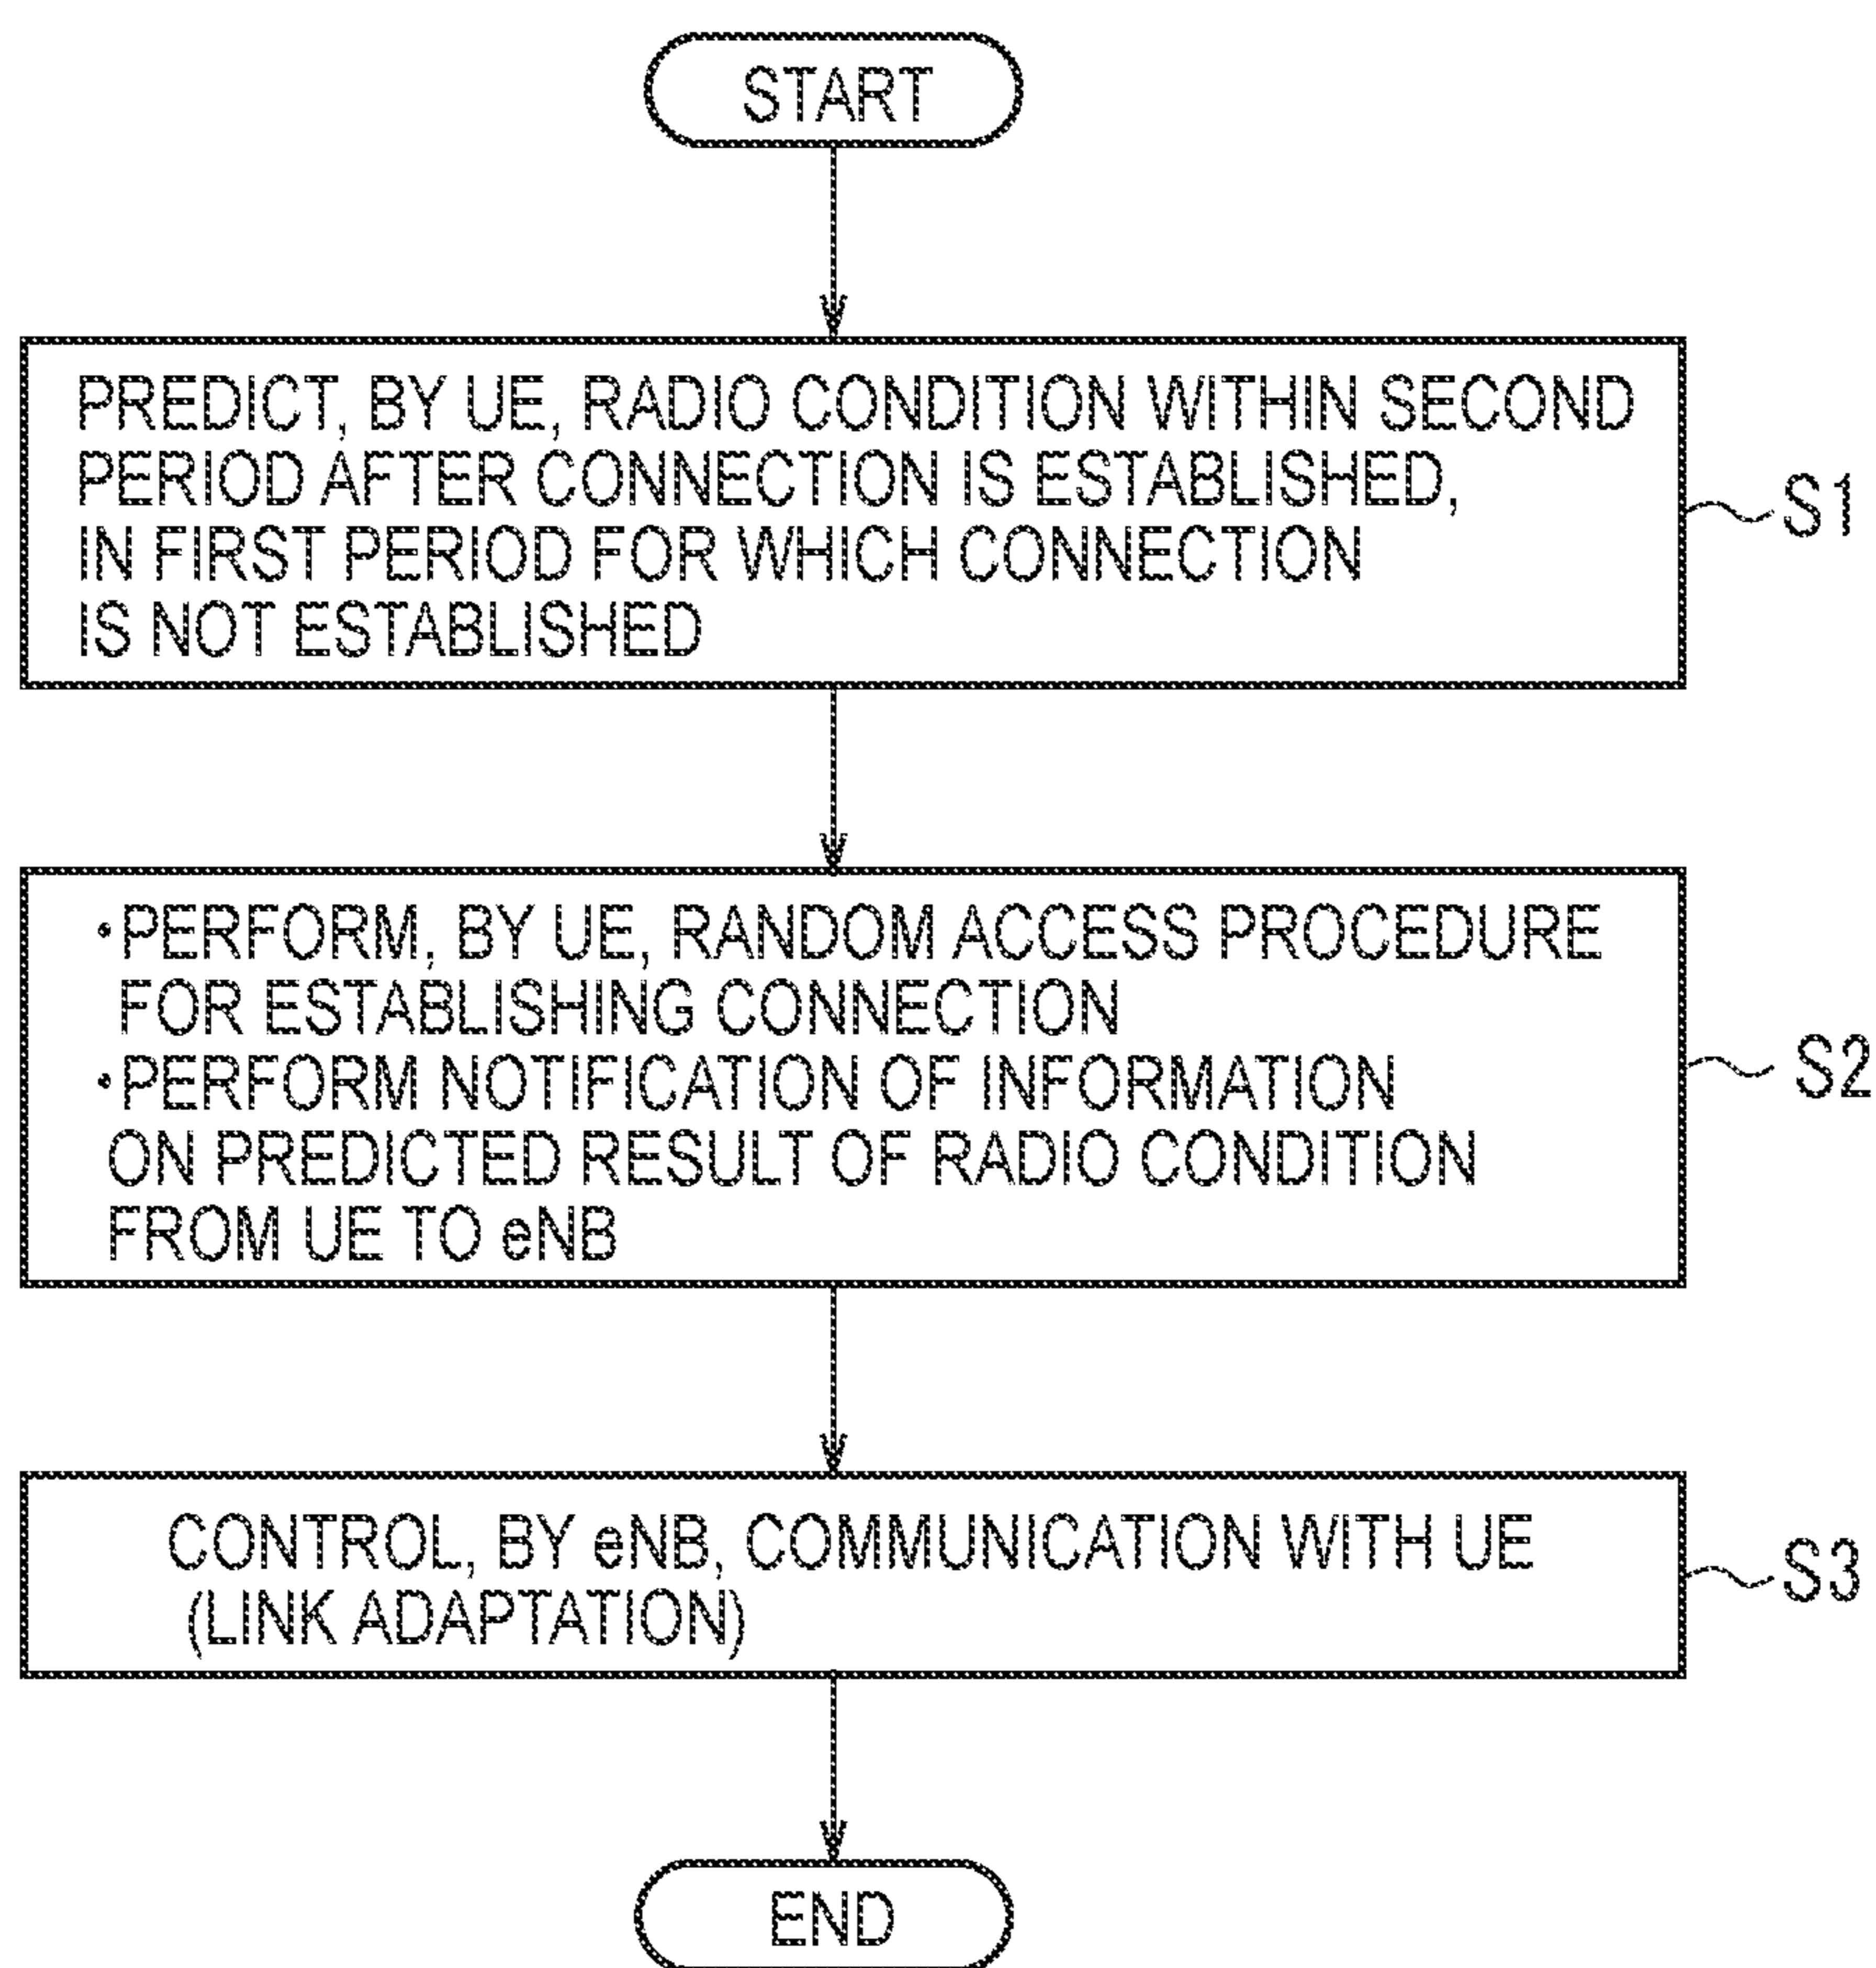 START
PREDICT, BY UE, RADIO CONDITION WITHIN SECOND
PERIOD AFTER CONNECTION IS ESTABLISHED,
IN FIRST PERIOD FOR WHICH CONNECTION
IS NOT ESTABLISHED
S1
・PERFORM, BY UE, RANDOM ACCESS PROCEDURE
FOR ESTABLISHING CONNECTION
・PERFORM NOTIFICATION OF INFORMATION
ON PREDICTED RESULT OF RADIO CONDITION
FROM UE TO eNB
S2
CONTROL, BY eNB, COMMUNICATION WITH UE
(LINK ADAPTATION)
S3
END